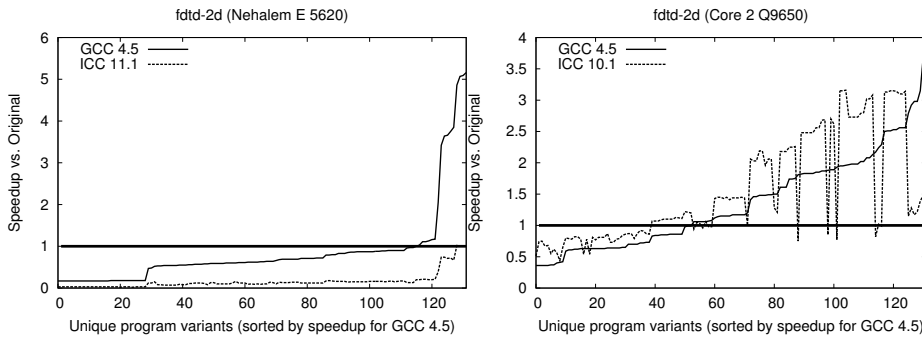 fdtd-2d (Nehalem E 5620)
6
5
4
3
2
1
0
Speedup vs. Original
GCC 4.5
ICC 11.1
0 20 40 60 80 100 120
Unique program variants (sorted by speedup for GCC 4.5)
fdtd-2d (Core 2 Q9650)
4
3.5
3
2.5
2
1.5
1
0.5
0
Speedup vs. Original
GCC 4.5
ICC 10.1
0 20 40 60 80 100 120
Unique program variants (sorted by speedup for GCC 4.5)